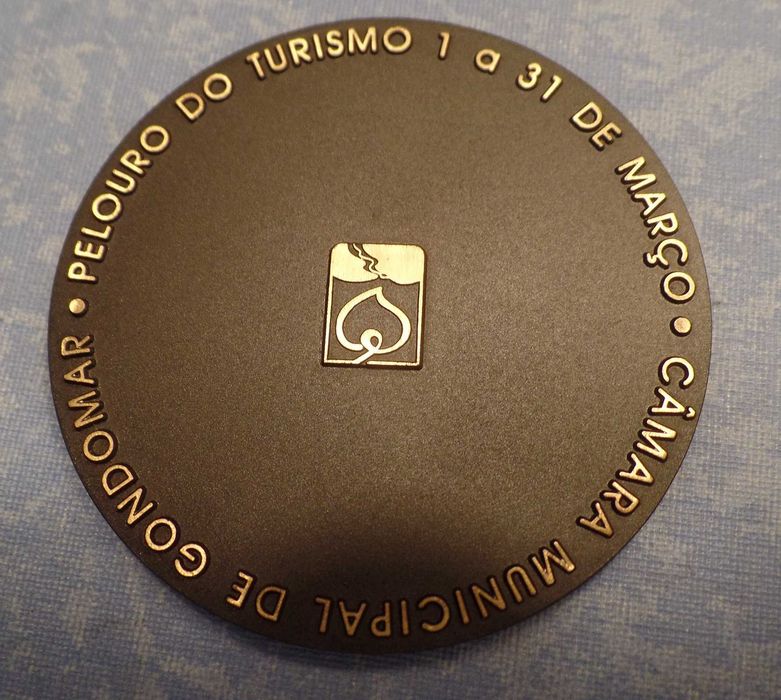 PELOURO DO TURISMO 1 a 31 DE MARÇO •
CÂMARA MUNICIPAL DE GONDOMAR •